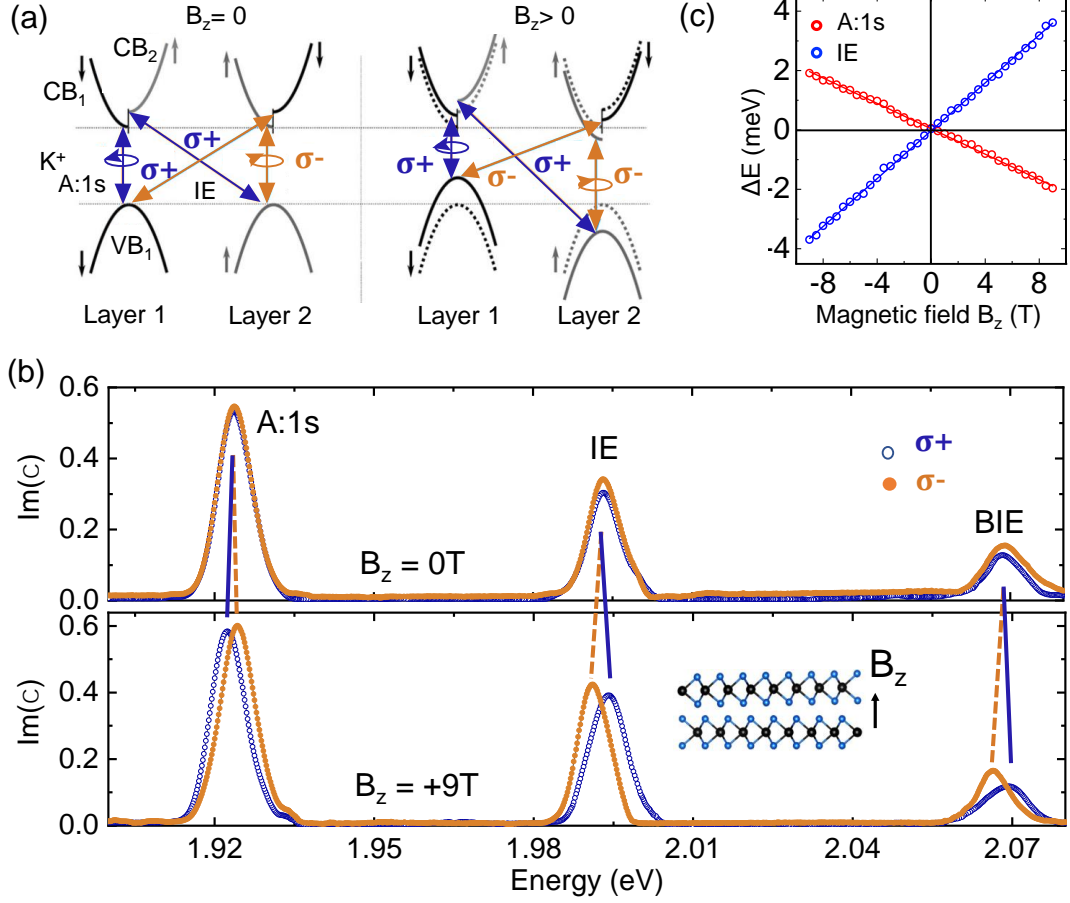 (a)
B_z = 0
B_z > 0
CB_2
CB_1
K^+
A:1s
σ+
σ+
σ-
IE
VB_1
Layer 1
Layer 2
σ+
σ-
σ+
σ-
Layer 1
Layer 2
(c)
A:1s
IE
ΔE (meV)
4
2
0
-2
-4
-8
-4
0
4
8
Magnetic field B_z (T)
(b)
0.6
0.4
0.2
0.0
Im(C)
A:1s
IE
BIE
σ+
σ-
B_z = 0T
0.6
0.4
0.2
0.0
Im(C)
B_z
B_z = +9T
1.92
1.95
1.98
2.01
2.04
2.07
Energy (eV)